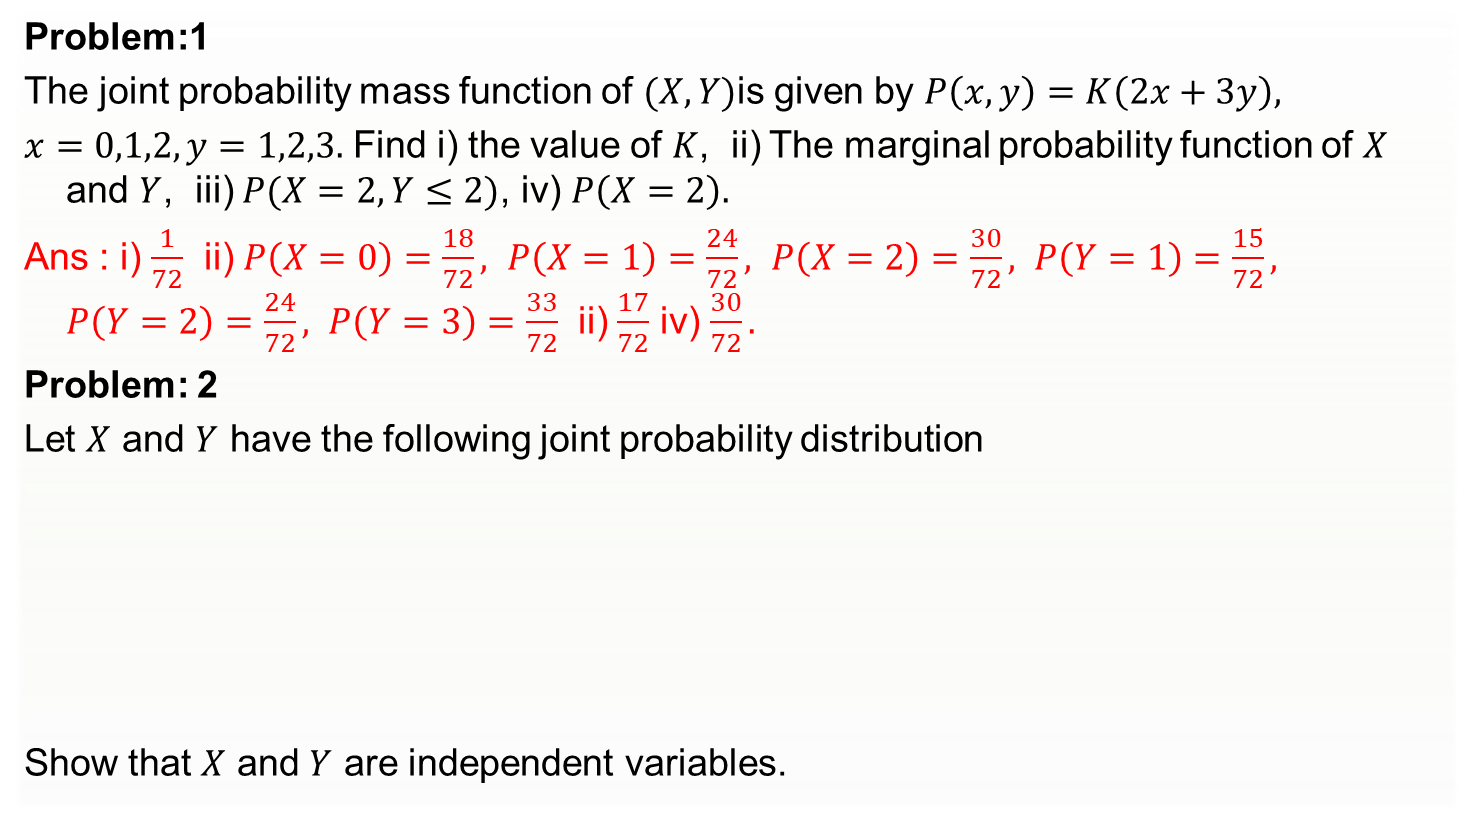 Problem:1
The joint probability mass function of (X, Y)is given by P(x, y) = K(2x + 3y),
x = 0,1,2, y = 1,2,3. Find i) the value of K, ii) The marginal probability function of X
and Y, iii) P(X = 2, Y ≤ 2), iv) P(X = 2).
Ans : i) 1/72 ii) P(X = 0) = 18/72, P(X = 1) = 24/72, P(X = 2) = 30/72, P(Y = 1) = 15/72,
P(Y = 2) = 24/72, P(Y = 3) = 33/72 ii) 17/72 iv) 30/72.
Problem: 2
Let X and Y have the following joint probability distribution
Show that X and Y are independent variables.